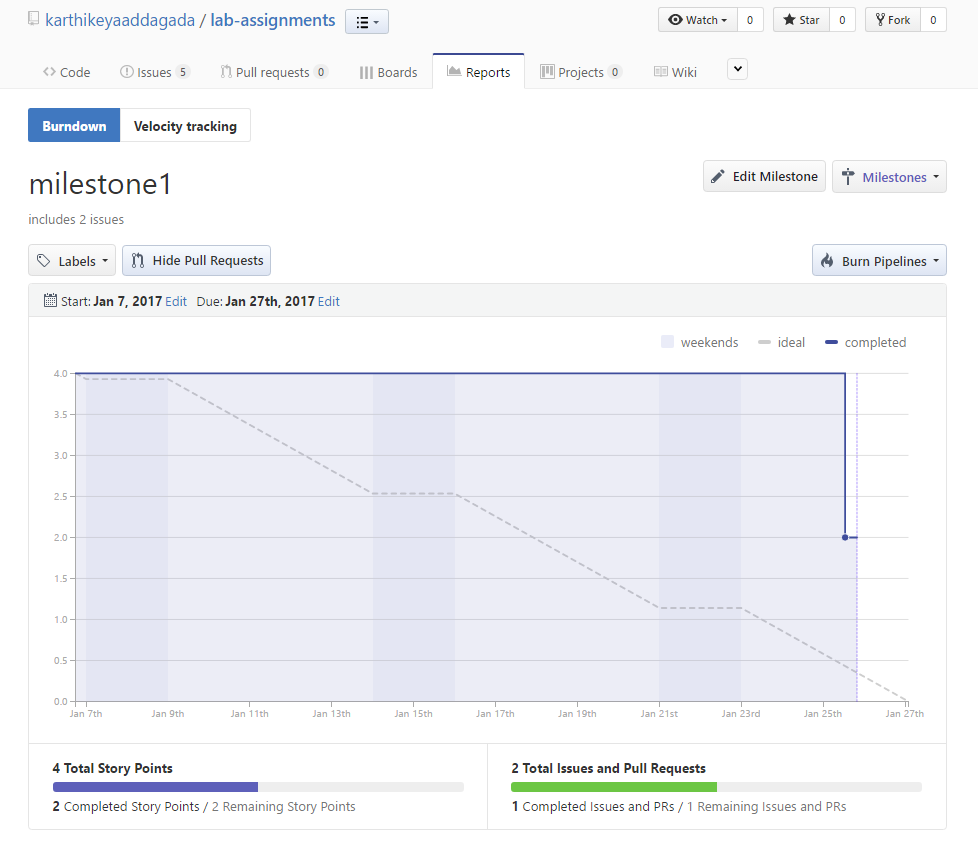 karthikeyaaddagada / lab-assignments
Watch 0 Star 0 Fork 0
Code Issues 5 Pull requests 0 Boards Reports Projects 0 Wiki
Burndown Velocity tracking
milestone1
Edit Milestone Milestones
includes 2 issues
Labels Hide Pull Requests Burn Pipelines
Start: Jan 7, 2017 Edit Due: Jan 27th, 2017 Edit
weekends ideal completed
4.0
3.5
3.0
2.5
2.0
1.5
1.0
0.5
0.0
Jan 7th Jan 9th Jan 11th Jan 13th Jan 15th Jan 17th Jan 19th Jan 21st Jan 23rd Jan 25th Jan 27th
4 Total Story Points
2 Completed Story Points / 2 Remaining Story Points
2 Total Issues and Pull Requests
1 Completed Issues and PRs / 1 Remaining Issues and PRs